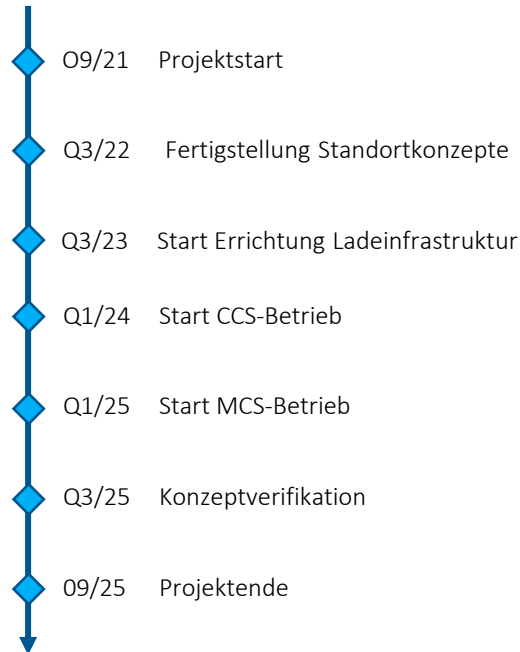 O9/21 Projektstart
Q3/22 Fertigstellung Standortkonzepte
Q3/23 Start Errichtung Ladeinfrastruktur
Q1/24 Start CCS-Betrieb
Q1/25 Start MCS-Betrieb
Q3/25 Konzeptverifikation
09/25 Projektende